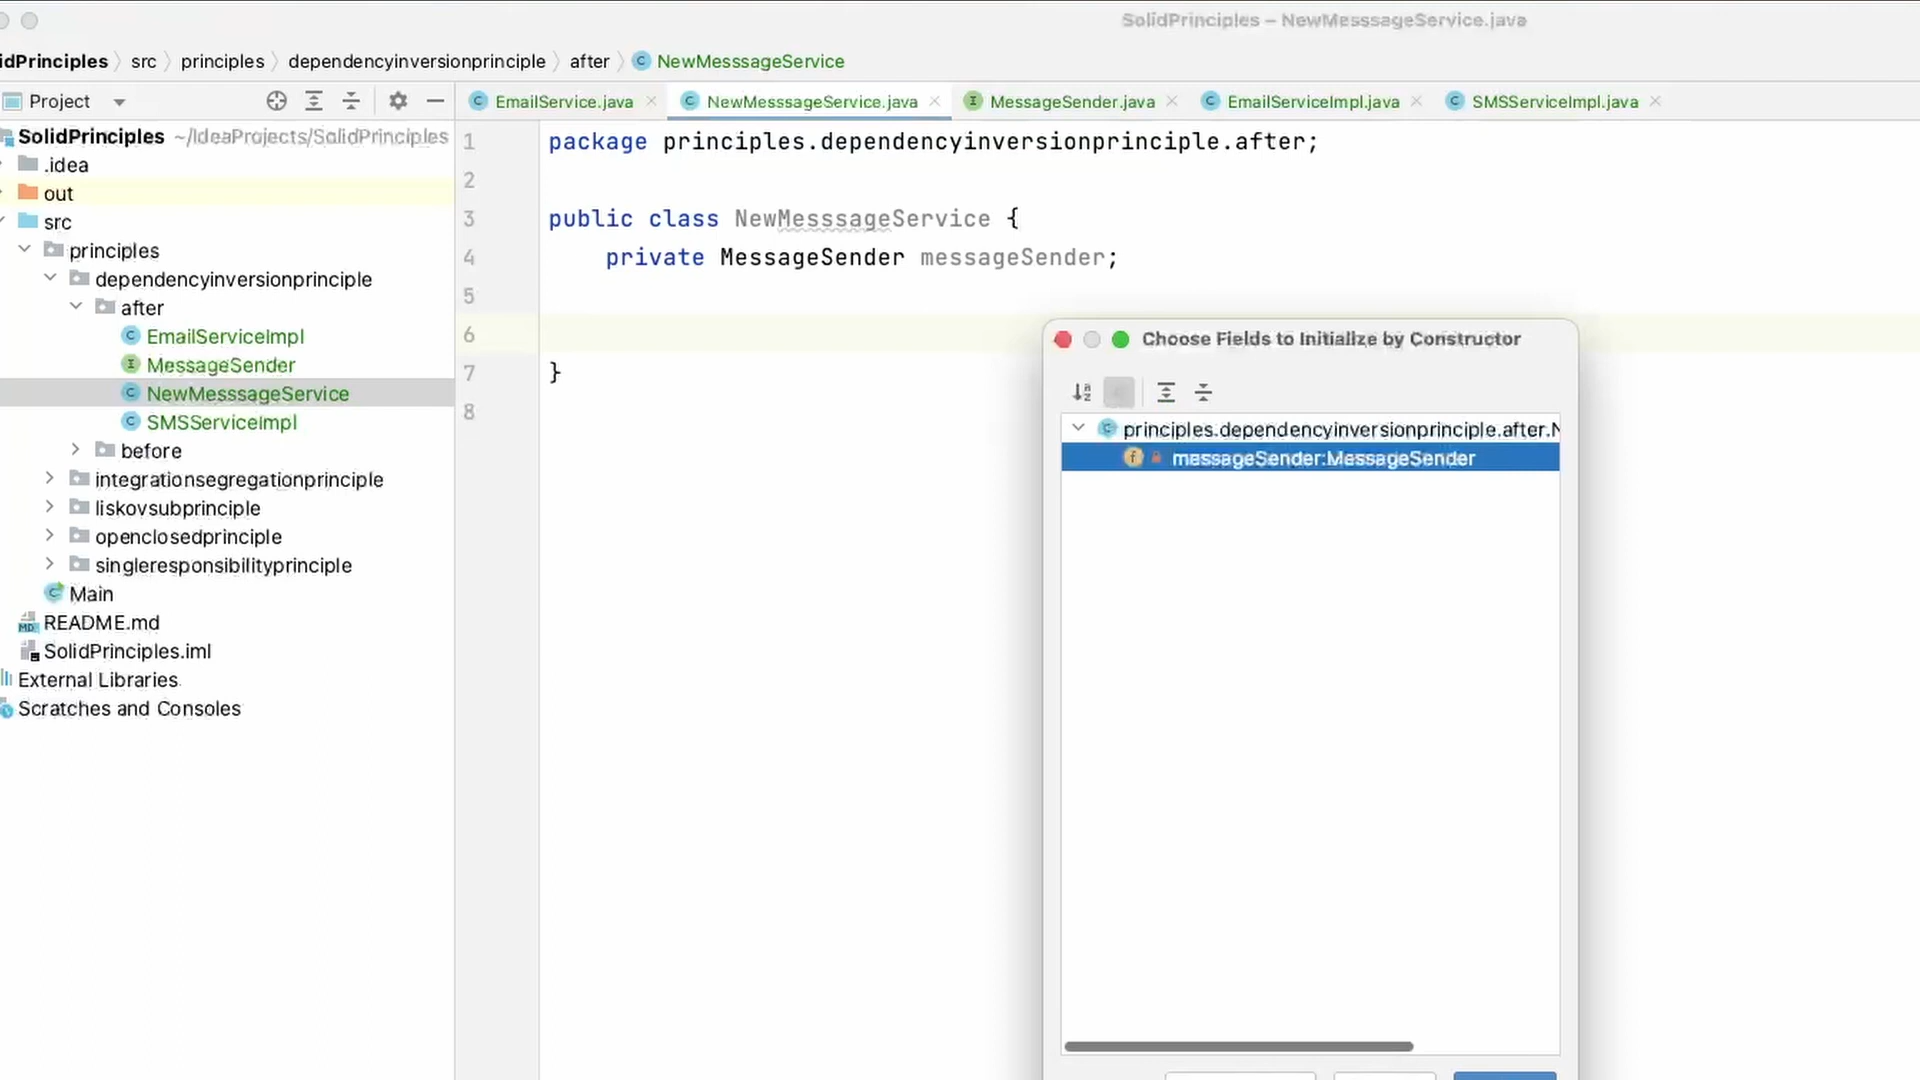 SolidPrinciples – NewMesssageService.java
idPrinciples src principles dependencyinversionprinciple after NewMesssageService
Project
EmailService.java NewMesssageService.java MessageSender.java EmailServiceImpl.java SMSServiceImpl.java
SolidPrinciples ~/IdeaProjects/SolidPrinciples
.idea
out
src
principles
dependencyinversionprinciple
after
EmailServiceImpl
MessageSender
NewMesssageService
SMSServiceImpl
before
integrationsegregationprinciple
liskovsubprinciple
openclosedprinciple
singleresponsibilityprinciple
Main
README.md
SolidPrinciples.iml
External Libraries
Scratches and Consoles
1 package principles.dependencyinversionprinciple.after;
2
3 public class NewMesssageService {
4 private MessageSender messageSender;
5
6
7 }
8
Choose Fields to Initialize by Constructor
principles.dependencyinversionprinciple.after.N
messageSender:MessageSender